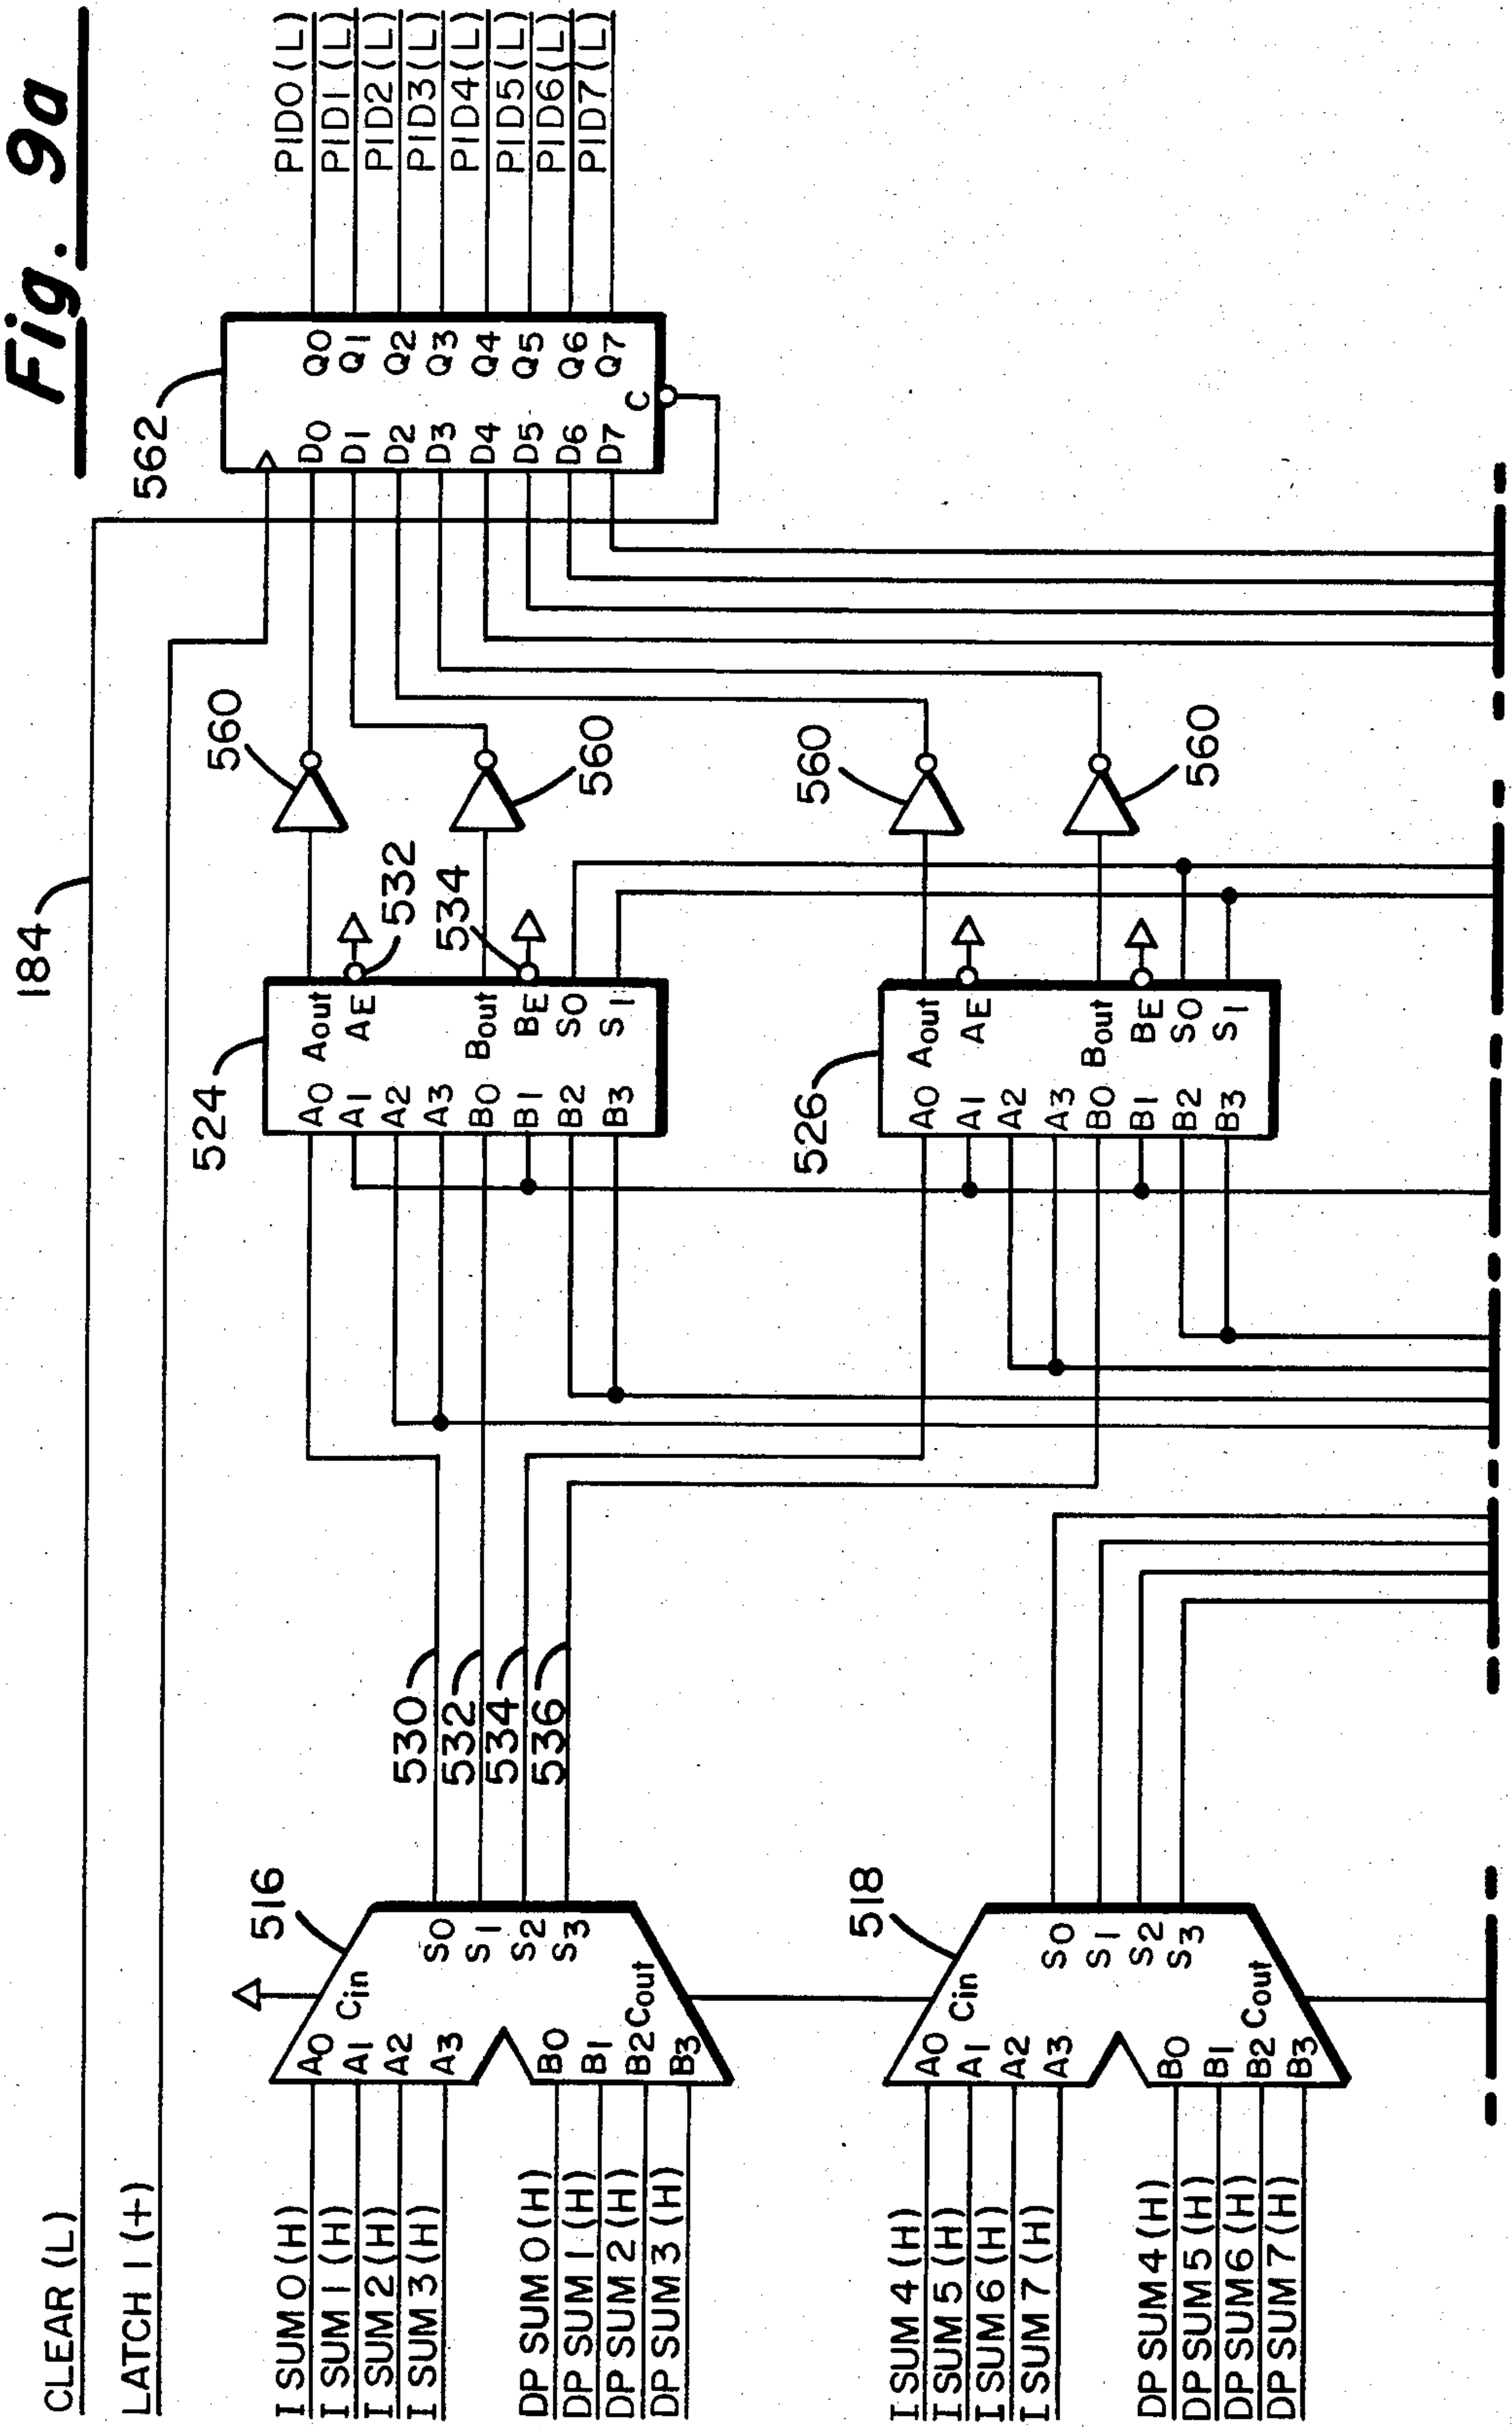 Fig. 9a
184
CLEAR (L)
LATCH 1 (+)
I SUM 0 (H)
I SUM 1 (H)
I SUM 2 (H)
I SUM 3 (H)
DP SUM 0 (H)
DP SUM 1 (H)
DP SUM 2 (H)
DP SUM 3 (H)
516
Cin
A0
A1
A2
A3
B0
B1
B2
B3
Cout
S0
S1
S2
S3
530
532
534
536
524
A0
A1
A2
A3
B0
B1
B2
B3
Aout
AE
Bout
BE
S0
S1
532
534
560
560
562
D0
D1
D2
D3
D4
D5
D6
D7
Q0
Q1
Q2
Q3
Q4
Q5
Q6
Q7
C
PID0 (L)
PID1 (L)
PID2 (L)
PID3 (L)
PID4 (L)
PID5 (L)
PID6 (L)
PID7 (L)
I SUM 4 (H)
I SUM 5 (H)
I SUM 6 (H)
I SUM 7 (H)
DP SUM 4 (H)
DP SUM 5 (H)
DP SUM 6 (H)
DP SUM 7 (H)
518
Cin
A0
A1
A2
A3
B0
B1
B2
B3
Cout
S0
S1
S2
S3
526
A0
A1
A2
A3
B0
B1
B2
B3
Aout
AE
Bout
BE
S0
S1
560
560